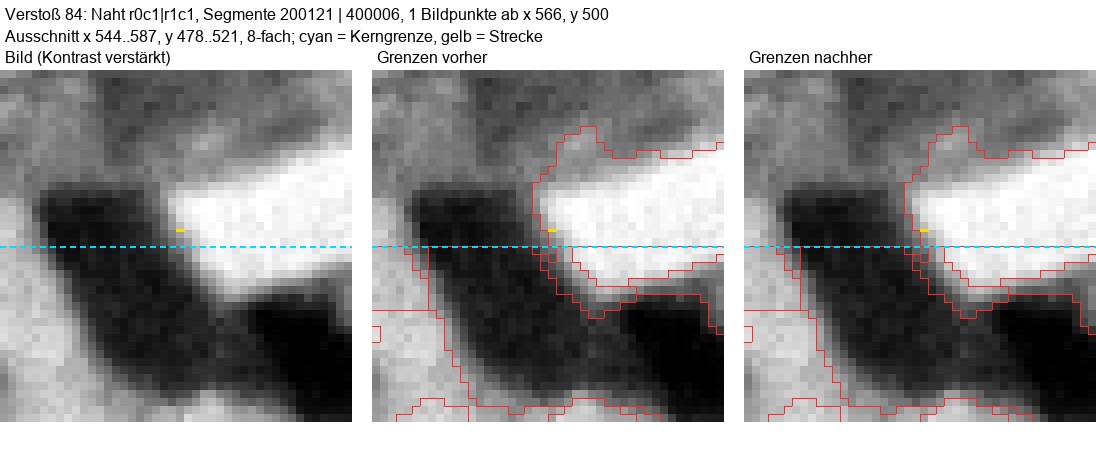 Verstoß 84: Naht r0c1|r1c1, Segmente 200121 | 400006, 1 Bildpunkte ab x 566, y 500
Ausschnitt x 544..587, y 478..521, 8-fach; cyan = Kerngrenze, gelb = Strecke
Bild (Kontrast verstärkt)
Grenzen vorher
Grenzen nachher